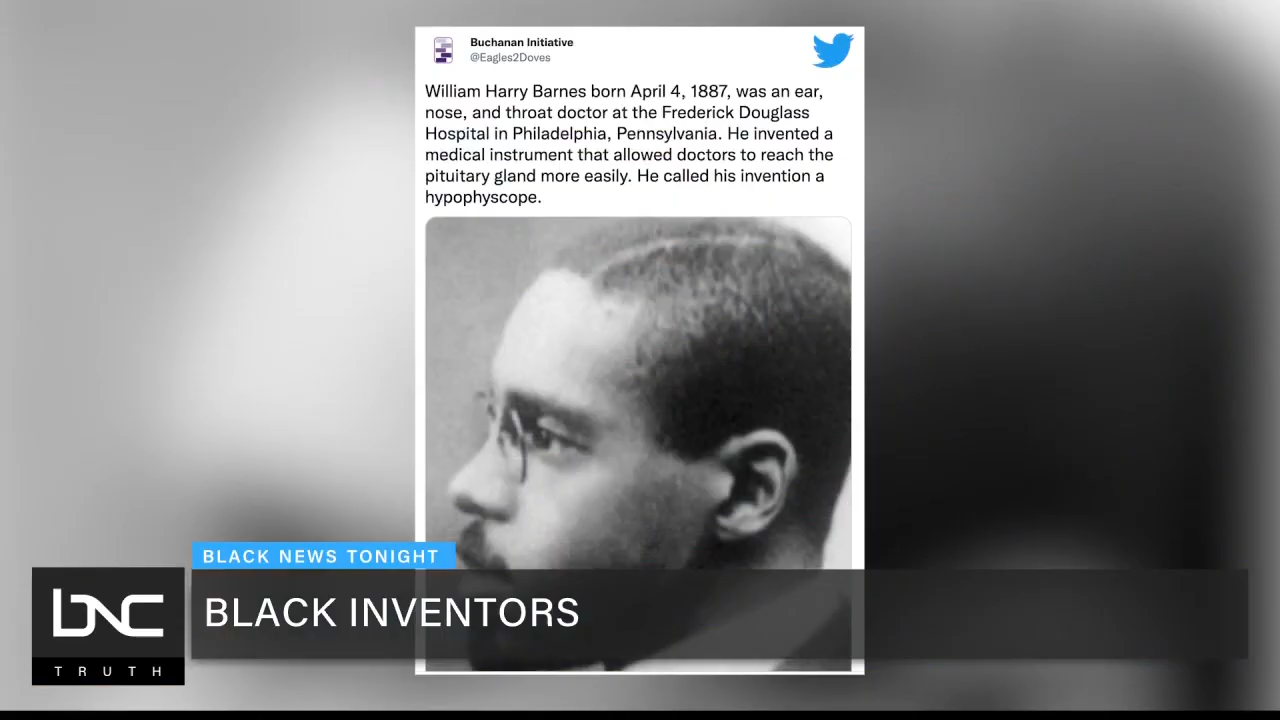 Buchanan Initiative
@Eagles2Doves
William Harry Barnes born April 4, 1887, was an ear,
nose, and throat doctor at the Frederick Douglass
Hospital in Philadelphia, Pennsylvania. He invented a
medical instrument that allowed doctors to reach the
pituitary gland more easily. He called his invention a
hypophyscope.
BLACK NEWS TONIGHT
BLACK INVENTORS
BNC
TRUTH